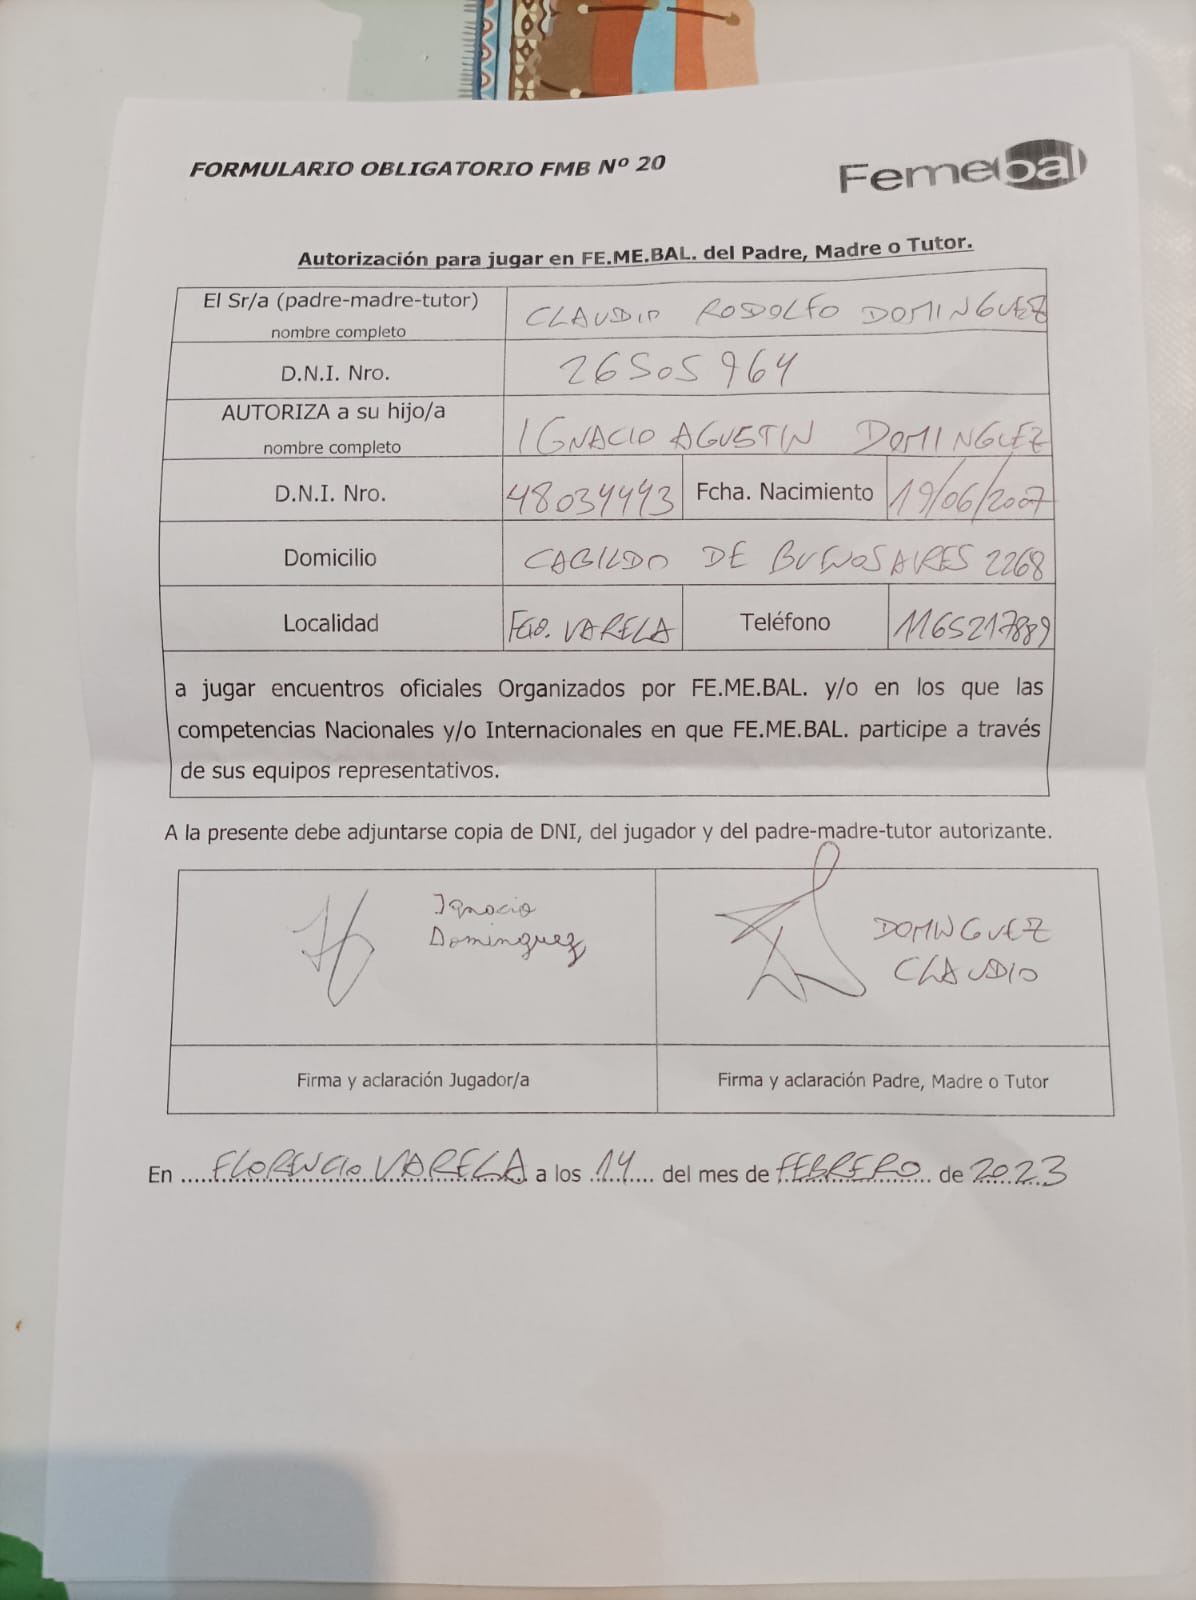 FORMULARIO OBLIGATORIO FMB Nº 20
Femebal
Autorización para jugar en FE.ME.BAL. del Padre, Madre o Tutor.
El Sr/a (padre-madre-tutor)
nombre completo
CLAUDIO RODOLFO DOMINGUEZ
D.N.I. Nro. 26505964
AUTORIZA a su hijo/a
nombre completo
IGNACIO AGUSTIN DOMINGUEZ
D.N.I. Nro. 48034443 Fcha. Nacimiento 19/06/2007
Domicilio CABILDO DE BUENOS AIRES 2268
Localidad Fcio. VARELA Teléfono 1165217889
a jugar encuentros oficiales Organizados por FE.ME.BAL. y/o en los que las
competencias Nacionales y/o Internacionales en que FE.ME.BAL. participe a través
de sus equipos representativos.
A la presente debe adjuntarse copia de DNI, del jugador y del padre-madre-tutor autorizante.
Ignacio
Dominguez
DOMINGUEZ
CLAUDIO
Firma y aclaración Jugador/a
Firma y aclaración Padre, Madre o Tutor
En FLORENCIO VARELA a los 14 del mes de FEBRERO de 2023